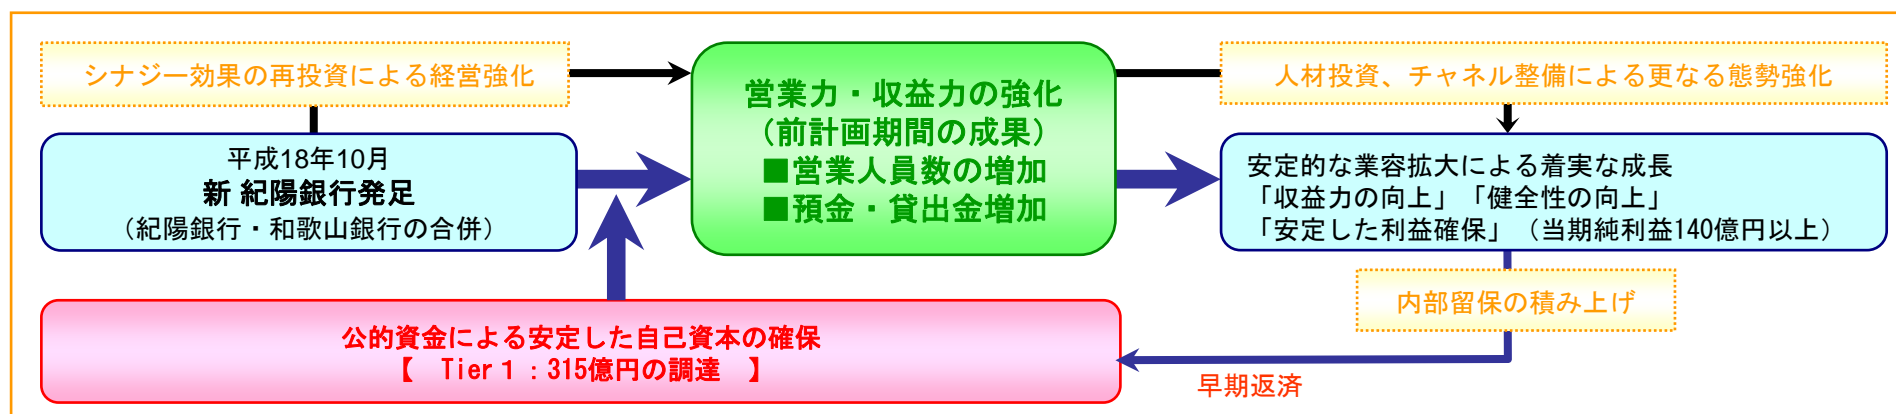 シナジー効果の再投資による経営強化
平成18年10月
新 紀陽銀行発足
（紀陽銀行・和歌山銀行の合併）
営業力・収益力の強化
（前計画期間の成果）
■営業人員数の増加
■預金・貸出金増加
人材投資、チャネル整備による更なる態勢強化
安定的な業容拡大による着実な成長
「収益力の向上」「健全性の向上」
「安定した利益確保」（当期純利益140億円以上）
内部留保の積み上げ
公的資金による安定した自己資本の確保
【　Tier１：315億円の調達　】
早期返済